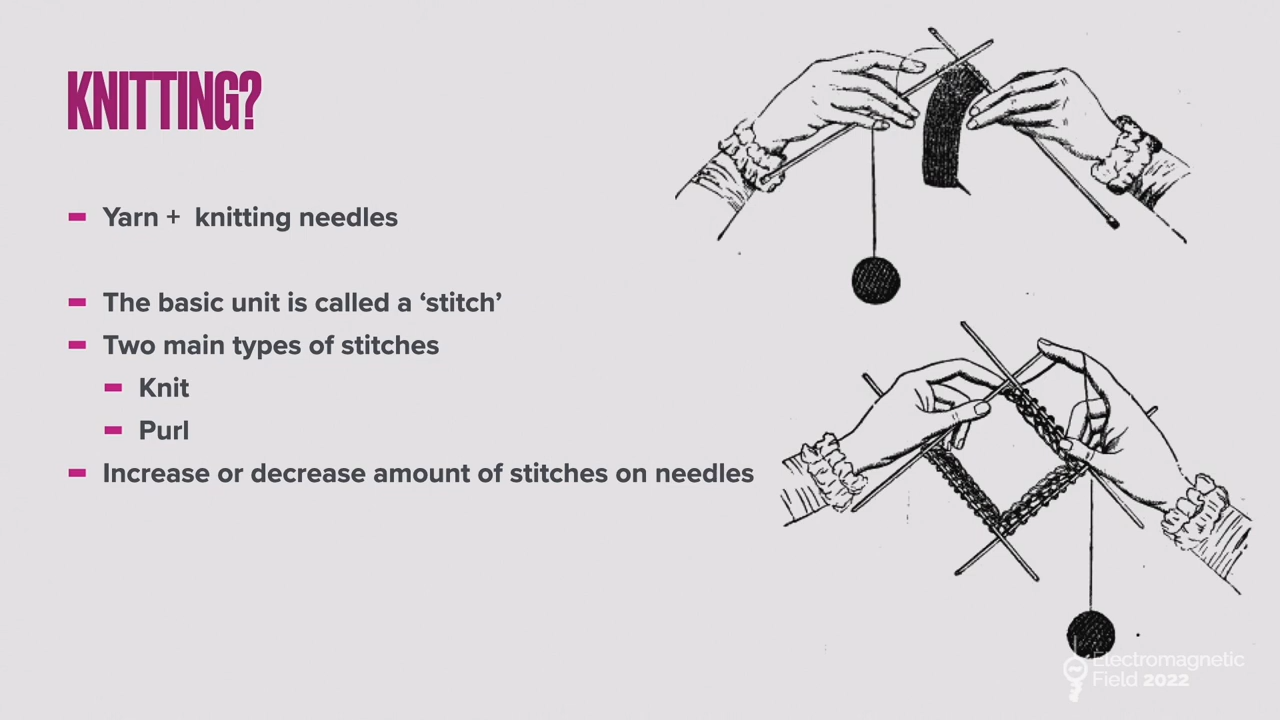 KNITTING?
Yarn + knitting needles
The basic unit is called a ‘stitch’
Two main types of stitches
Knit
Purl
Increase or decrease amount of stitches on needles
Electromagnetic
Field 2022